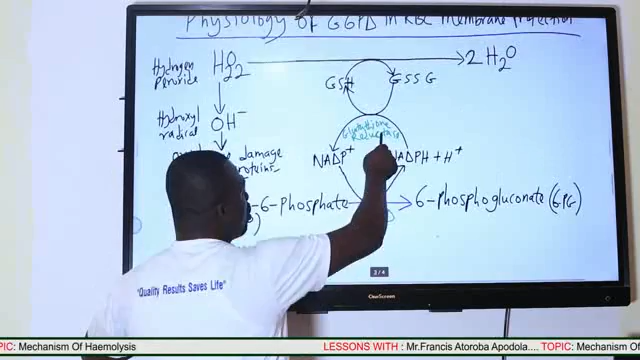 Physiology of G6PD in RBC Membrane Protection
Hydrogen Peroxide H2O2 2 H2O
GSH GSSG
Hydroxyl radical OH-
Glutathione Reductase
damage
proteins
NADP+ NADPH + H+
-6-phosphate 6-phosphogluconate (6PG)
"Quality Results Saves Life"
3/4
OneScreen
PIC: Mechanism Of Haemolysis LESSONS WITH : Mr.Francis Atoroba Apodola.... TOPIC: Mechanism Of